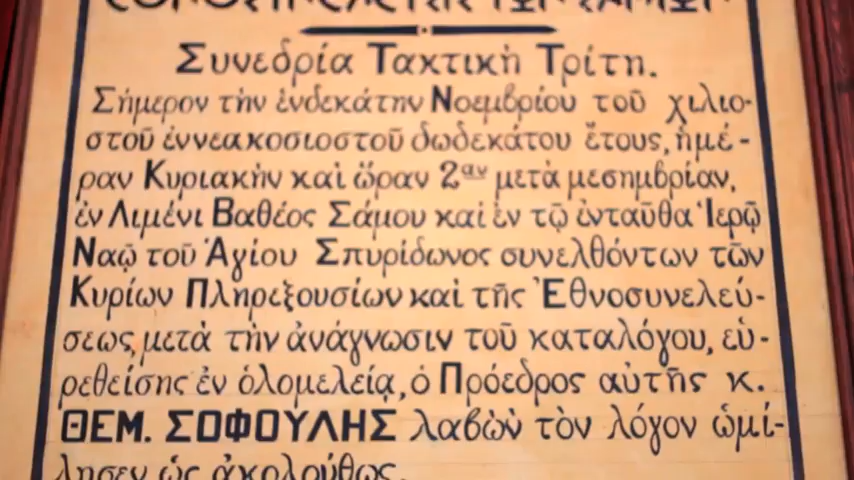 Συνεδρία Τακτικὴ Τρίτη.
Σήμερον τὴν ἑνδεκάτην Νοεμβρίου τοῦ χιλιο-
στοῦ ἐννεακοσιοστοῦ δωδεκάτου ἔτους, ἡμέ-
ραν Κυριακὴν καὶ ὥραν 2αν μετὰ μεσημβρίαν,
ἐν Λιμένι Βαθέος Σάμου καὶ ἐν τῷ ἐνταῦθα Ἱερῷ
Ναῷ τοῦ Ἁγίου Σπυρίδωνος συνελθόντων τῶν
Κυρίων Πληρεξουσίων καὶ τῆς Ἐθνοσυνελεύ-
σεως, μετὰ τὴν ἀνάγνωσιν τοῦ καταλόγου, εὑ-
ρεθείσης ἐν ὁλομελείᾳ, ὁ Πρόεδρος αὐτῆς κ.
ΘΕΜ. ΣΟΦΟΥΛΗΣ λαβὼν τὸν λόγον ὡμί-
λησεν ὡς ἀκολούθως.